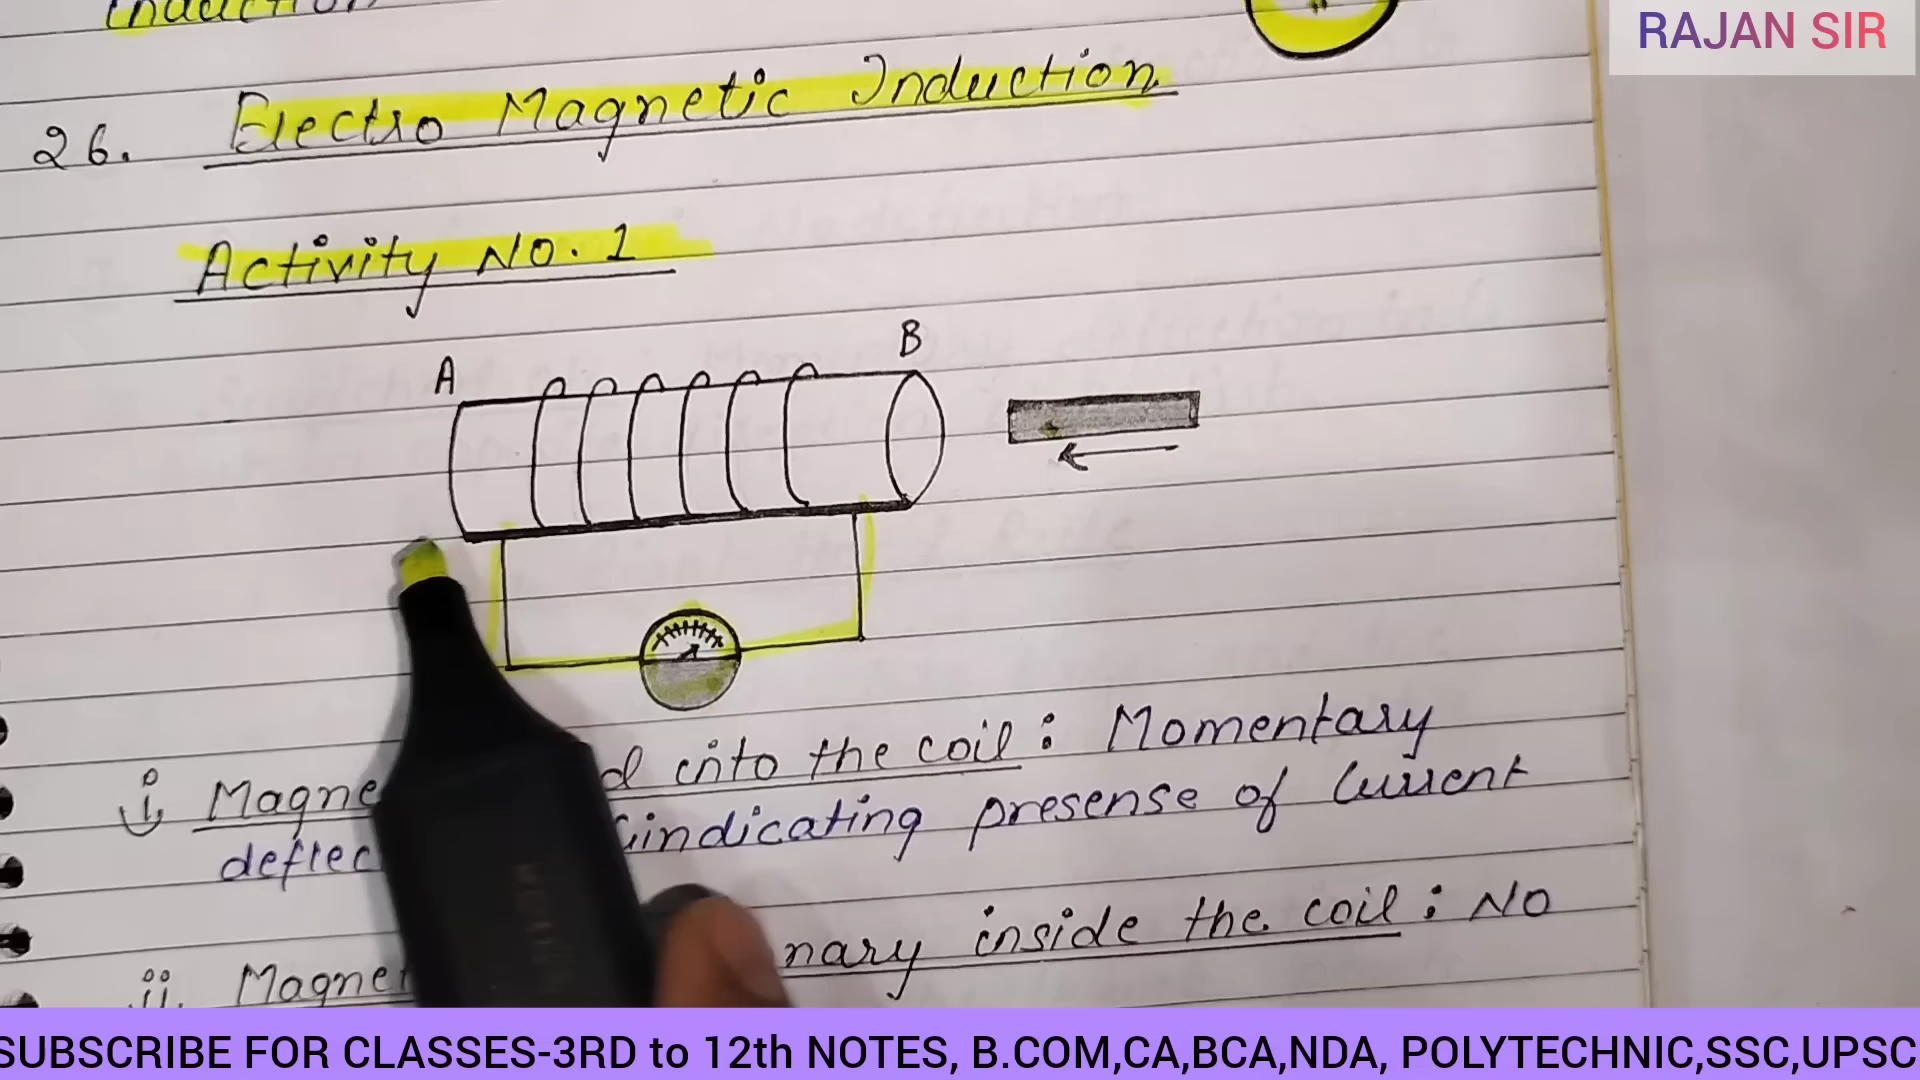 RAJAN SIR
26. Electro Magnetic Induction
Activity No. 1
A
B
i Magne d into the coil : Momentary
deflec indicating presense of Current
ii. Magne nary inside the coil : No
SUBSCRIBE FOR CLASSES-3RD to 12th NOTES, B.COM,CA,BCA,NDA, POLYTECHNIC,SSC,UPSC